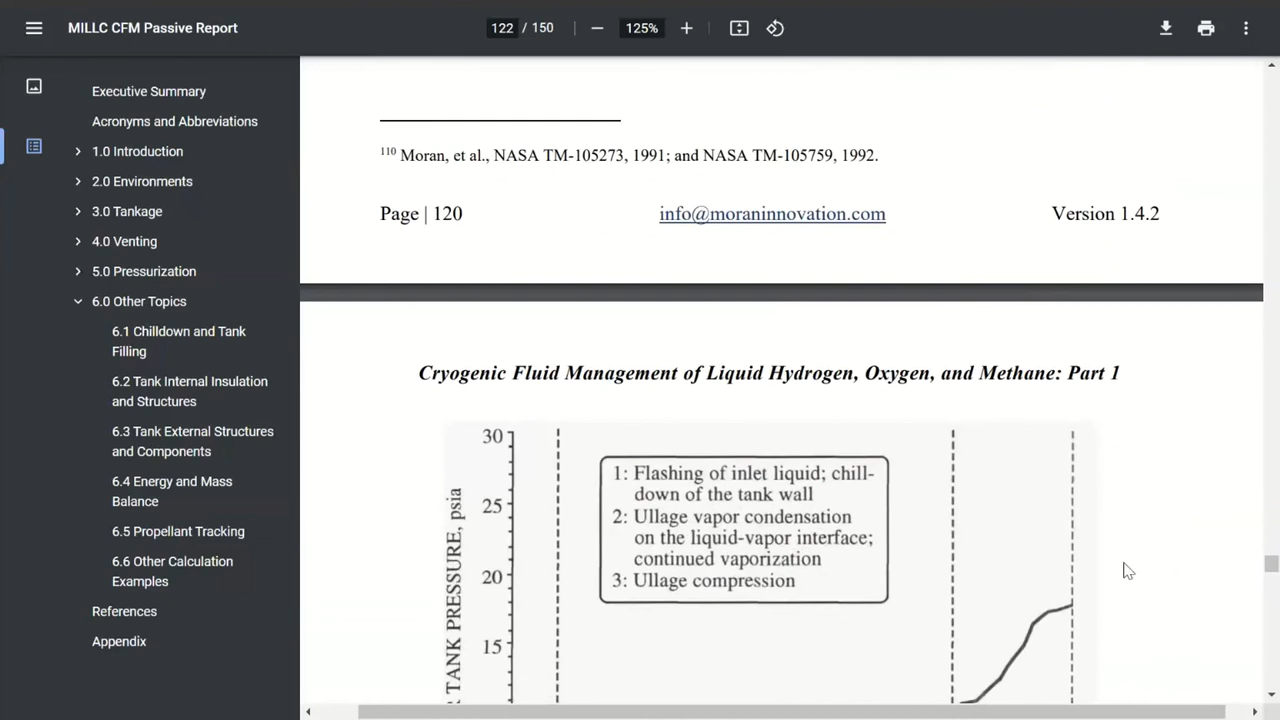 MILLC CFM Passive Report
122 / 150
125%
Executive Summary
Acronyms and Abbreviations
1.0 Introduction
2.0 Environments
3.0 Tankage
4.0 Venting
5.0 Pressurization
6.0 Other Topics
6.1 Chilldown and Tank
Filling
6.2 Tank Internal Insulation
and Structures
6.3 Tank External Structures
and Components
6.4 Energy and Mass
Balance
6.5 Propellant Tracking
6.6 Other Calculation
Examples
References
Appendix
110 Moran, et al., NASA TM-105273, 1991; and NASA TM-105759, 1992.
Page | 120 info@moraninnovation.com Version 1.4.2
Cryogenic Fluid Management of Liquid Hydrogen, Oxygen, and Methane: Part 1
30
25
20
15
TANK PRESSURE, psia
1: Flashing of inlet liquid; chill-
down of the tank wall
2: Ullage vapor condensation
on the liquid-vapor interface;
continued vaporization
3: Ullage compression